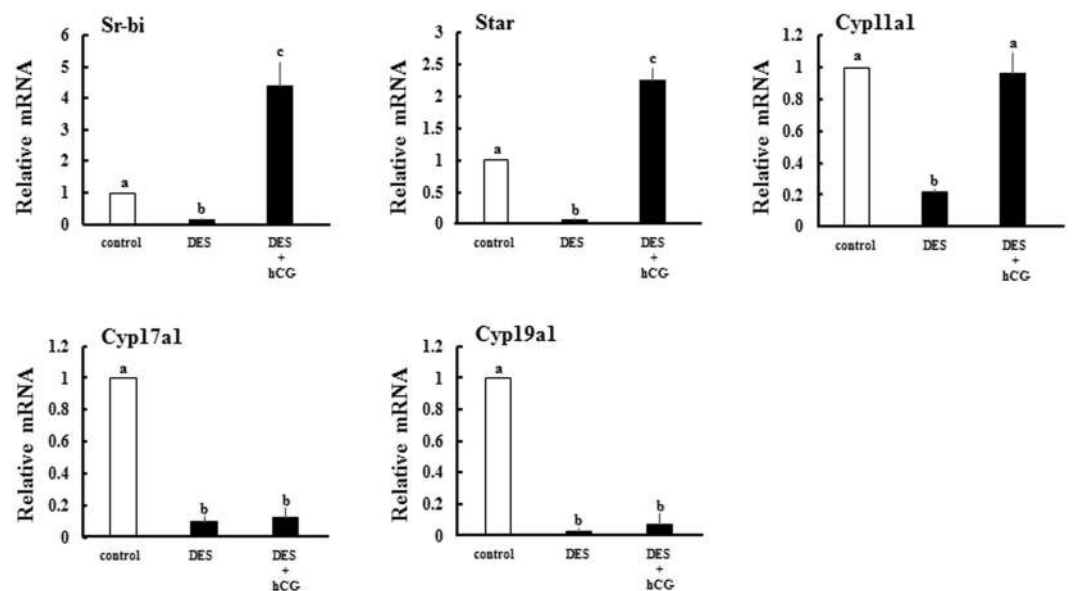 Sr-bi
Relative mRNA
6
5
4
3
2
1
0
a
b
c
control
DES
DES
+
hCG
Star
Relative mRNA
3
2.5
2
1.5
1
0.5
0
a
b
c
control
DES
DES
+
hCG
Cyp11a1
Relative mRNA
1.2
1
0.8
0.6
0.4
0.2
0
a
b
a
control
DES
DES
+
hCG
Cyp17a1
Relative mRNA
1.2
1
0.8
0.6
0.4
0.2
0
a
b
b
control
DES
DES
+
hCG
Cyp19a1
Relative mRNA
1.2
1
0.8
0.6
0.4
0.2
0
a
b
b
control
DES
DES
+
hCG